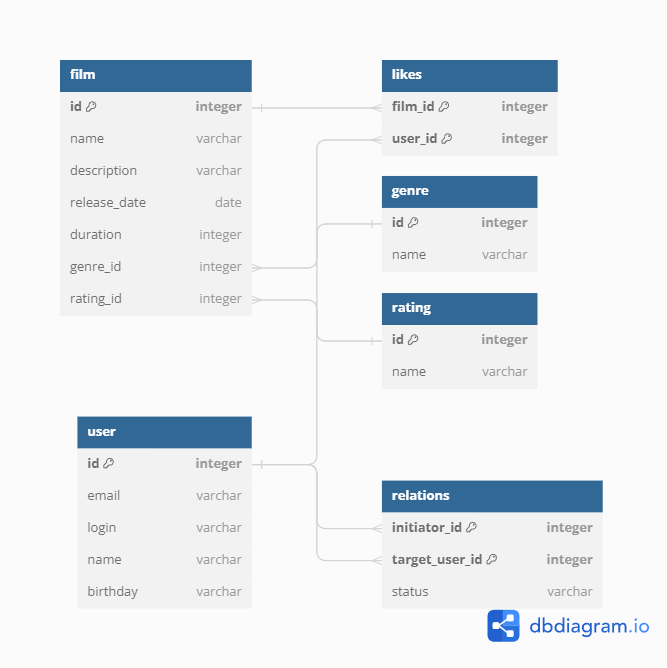 film
id integer
name varchar
description varchar
release_date date
duration integer
genre_id integer
rating_id integer
likes
film_id integer
user_id integer
genre
id integer
name varchar
rating
id integer
name varchar
user
id integer
email varchar
login varchar
name varchar
birthday varchar
relations
initiator_id integer
target_user_id integer
status varchar
dbdiagram.io